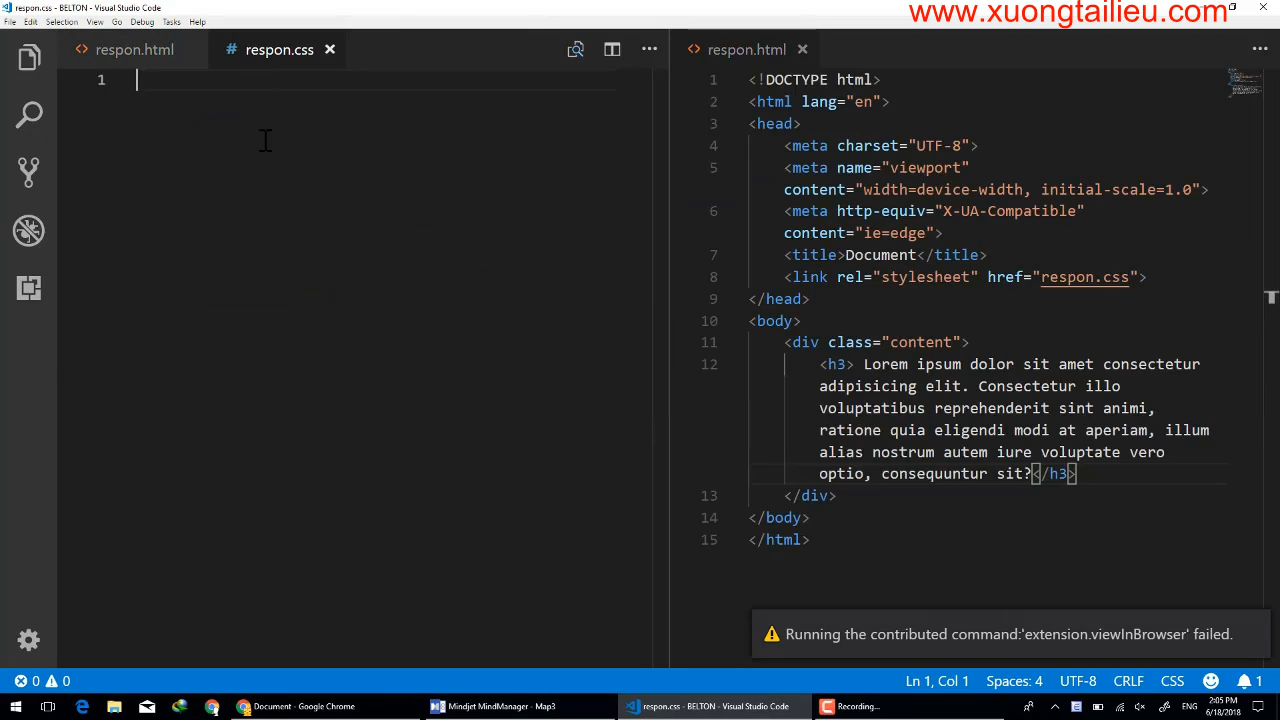 respon.css - BELTON - Visual Studio Code
www.xuongtailieu.com
File Edit Selection View Go Debug Tasks Help
respon.html
# respon.css
1
respon.html
1 <!DOCTYPE html>
2 <html lang="en">
3 <head>
4 <meta charset="UTF-8">
5 <meta name="viewport"
content="width=device-width, initial-scale=1.0">
6 <meta http-equiv="X-UA-Compatible"
content="ie=edge">
7 <title>Document</title>
8 <link rel="stylesheet" href="respon.css">
9 </head>
10 <body>
11 <div class="content">
12 <h3> Lorem ipsum dolor sit amet consectetur
adipisicing elit. Consectetur illo
voluptatibus reprehenderit sint animi,
ratione quia eligendi modi at aperiam, illum
alias nostrum autem iure voluptate vero
optio, consequuntur sit?</h3>
13 </div>
14 </body>
15 </html>
Running the contributed command:'extension.viewInBrowser' failed.
0 0
Ln 1, Col 1 Spaces: 4 UTF-8 CRLF CSS 1
Document - Google Chrome
Mindjet MindManager - Map3
respon.css - BELTON - Visual Studio Code
Recording...
2:05 PM
6/18/2018